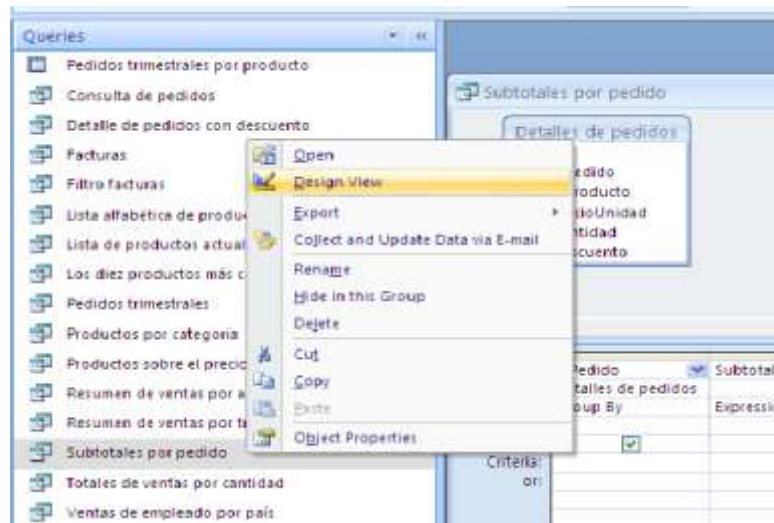 Queries
Pedidos trimestrales por producto
Consulta de pedidos
Detalle de pedidos con descuento
Facturas
Filtro facturas
Lista alfabética de produ
Lista de productos actual
Los diez productos más c
Pedidos trimestrales
Productos por categoría
Productos sobre el precio
Resumen de ventas por a
Resumen de ventas por t
Subtotales por pedido
Totales de ventas por cantidad
Ventas de empleado por país
Open
Design View
Export
Collect and Update Data via E-mail
Rename
Hide in this Group
Delete
Cut
Copy
Paste
Object Properties
Subtotales por pedido
Detalles de pedidos
edido
roducto
cioUnidad
ntidad
scuento
Pedido Subtotal
talles de pedidos
oup By Expressi
Criteria:
or: